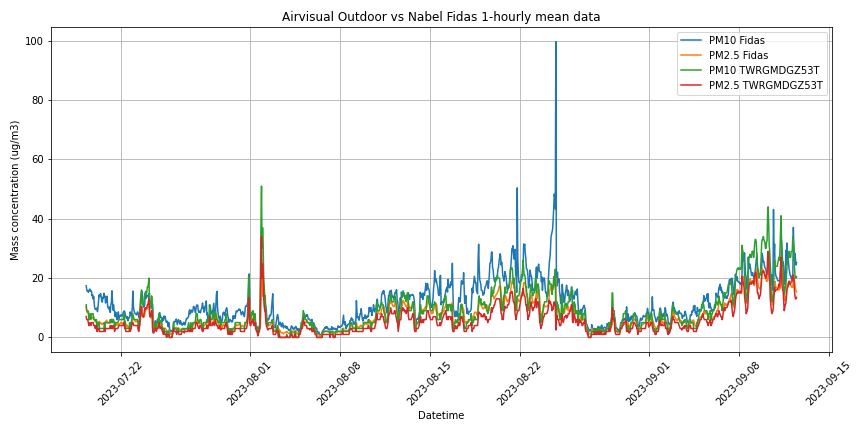 Airvisual Outdoor vs Nabel Fidas 1-hourly mean data
PM10 Fidas
PM2.5 Fidas
PM10 TWRGMDGZ53T
PM2.5 TWRGMDGZ53T
Mass concentration (ug/m3)
100
80
60
40
20
0
2023-07-22
2023-08-01
2023-08-08
2023-08-15
2023-08-22
2023-09-01
2023-09-08
2023-09-15
Datetime